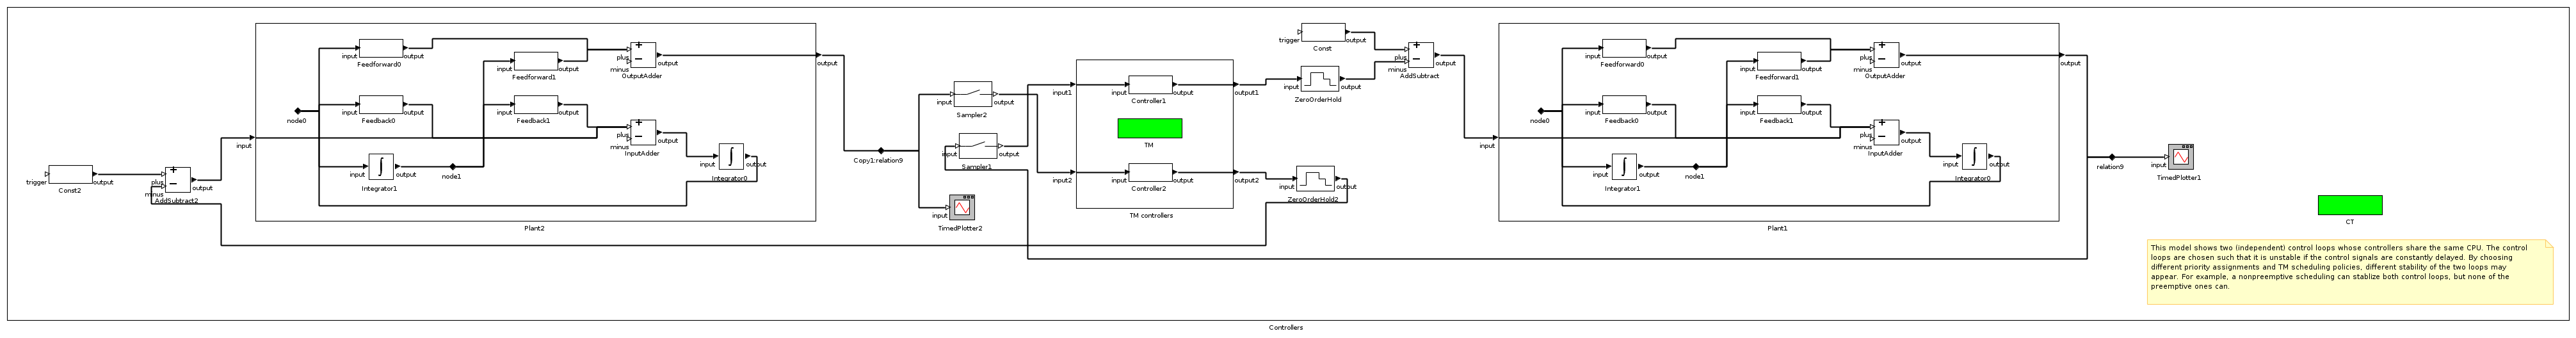 trigger
output
Const2
plus
minus
output
AddSubtract2
input
node0
input
output
Feedforward0
input
output
Feedforward1
plus
minus
output
OutputAdder
input
output
Feedback0
input
output
Feedback1
plus
minus
output
InputAdder
input
output
Integrator1
node1
input
output
Integrator0
output
Plant2
Copy1:relation9
input
output
Sampler2
input
output
Sampler1
input
TimedPlotter2
input1
input
output
Controller1
output1
TM
input2
input
output
Controller2
output2
TM controllers
trigger
output
Const
input
output
ZeroOrderHold
plus
minus
output
AddSubtract
input
output
ZeroOrderHold2
input
node0
input
output
Feedforward0
input
output
Feedforward1
plus
minus
output
OutputAdder
input
output
Feedback0
input
output
Feedback1
plus
minus
output
InputAdder
input
output
Integrator1
node1
input
output
Integrator0
output
Plant1
relation9
input
TimedPlotter1
CT
This model shows two (independent) control loops whose controllers share the same CPU. The control
loops are chosen such that it is unstable if the control signals are constantly delayed. By choosing
different priority assignments and TM scheduling policies, different stability of the two loops may
appear. For example, a nonpreemptive scheduling can stablize both control loops, but none of the
preemptive ones can.
Controllers